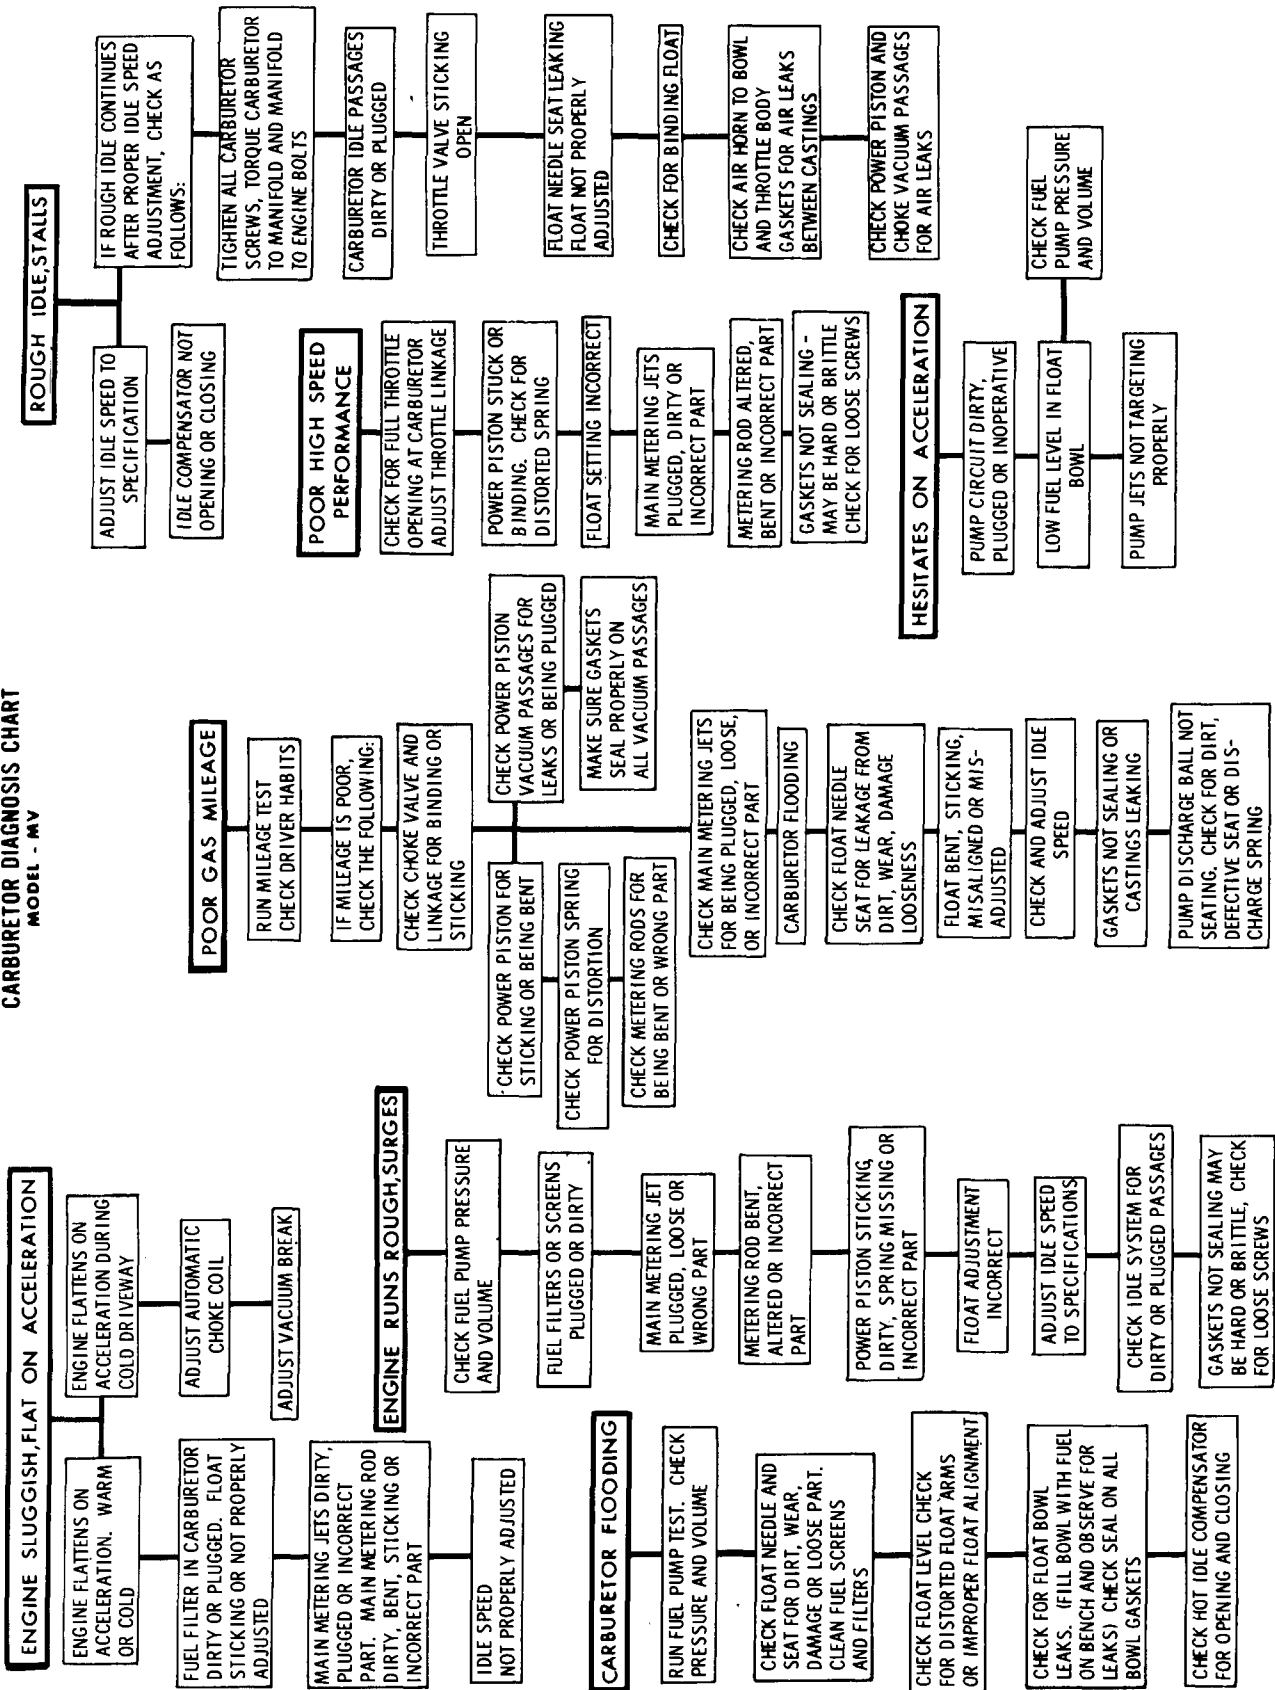 CARBURETOR DIAGNOSIS CHART
MODEL - MV
ENGINE SLUGGISH, FLAT ON ACCELERATION
ENGINE FLATTENS ON
ACCELERATION. WARM
OR COLD
FUEL FILTER IN CARBURETOR
DIRTY OR PLUGGED. FLOAT
STICKING OR NOT PROPERLY
ADJUSTED
MAIN METERING JETS DIRTY,
PLUGGED OR INCORRECT
PART. MAIN METERING ROD
DIRTY, BENT, STICKING OR
INCORRECT PART
IDLE SPEED
NOT PROPERLY ADJUSTED
ENGINE FLATTENS ON
ACCELERATION DURING
COLD DRIVEWAY
ADJUST AUTOMATIC
CHOKE COIL
ADJUST VACUUM BREAK
CARBURETOR FLOODING
RUN FUEL PUMP TEST. CHECK
PRESSURE AND VOLUME
CHECK FLOAT NEEDLE AND
SEAT FOR DIRT, WEAR,
DAMAGE OR LOOSE PART.
CLEAN FUEL SCREENS
AND FILTERS
CHECK FLOAT LEVEL CHECK
FOR DISTORTED FLOAT ARMS
OR IMPROPER FLOAT ALIGNMENT
CHECK FOR FLOAT BOWL
LEAKS. (FILL BOWL WITH FUEL
ON BENCH AND OBSERVE FOR
LEAKS) CHECK SEAL ON ALL
BOWL GASKETS
CHECK HOT IDLE COMPENSATOR
FOR OPENING AND CLOSING
ENGINE RUNS ROUGH, SURGES
CHECK FUEL PUMP PRESSURE
AND VOLUME
FUEL FILTERS OR SCREENS
PLUGGED OR DIRTY
MAIN METERING JET
PLUGGED, LOOSE OR
WRONG PART
METERING ROD BENT,
ALTERED OR INCORRECT
PART
POWER PISTON STICKING,
DIRTY, SPRING MISSING OR
INCORRECT PART
FLOAT ADJUSTMENT
INCORRECT
ADJUST IDLE SPEED
TO SPECIFICATIONS
CHECK IDLE SYSTEM FOR
DIRTY OR PLUGGED PASSAGES
GASKETS NOT SEALING MAY
BE HARD OR BRITTLE, CHECK
FOR LOOSE SCREWS
POOR GAS MILEAGE
RUN MILEAGE TEST
CHECK DRIVER HABITS
IF MILEAGE IS POOR,
CHECK THE FOLLOWING:
CHECK CHOKE VALVE AND
LINKAGE FOR BINDING OR
STICKING
CHECK POWER PISTON FOR
STICKING OR BEING BENT
CHECK POWER PISTON SPRING
FOR DISTORTION
CHECK METERING RODS FOR
BEING BENT OR WRONG PART
CHECK POWER PISTON
VACUUM PASSAGES FOR
LEAKS OR BEING PLUGGED
MAKE SURE GASKETS
SEAL PROPERLY ON
ALL VACUUM PASSAGES
CHECK MAIN METERING JETS
FOR BEING PLUGGED, LOOSE,
OR INCORRECT PART
CARBURETOR FLOODING
CHECK FLOAT NEEDLE
SEAT FOR LEAKAGE FROM
DIRT, WEAR, DAMAGE
LOOSENESS
FLOAT BENT, STICKING,
MISALIGNED OR MIS-
ADJUSTED
CHECK AND ADJUST IDLE
SPEED
GASKETS NOT SEALING OR
CASTINGS LEAKING
PUMP DISCHARGE BALL NOT
SEATING, CHECK FOR DIRT,
DEFECTIVE SEAT OR DIS-
CHARGE SPRING
ROUGH IDLE, STALLS
ADJUST IDLE SPEED TO
SPECIFICATION
IDLE COMPENSATOR NOT
OPENING OR CLOSING
IF ROUGH IDLE CONTINUES
AFTER PROPER IDLE SPEED
ADJUSTMENT, CHECK AS
FOLLOWS:
TIGHTEN ALL CARBURETOR
SCREWS, TORQUE CARBURETOR
TO MANIFOLD AND MANIFOLD
TO ENGINE BOLTS
CARBURETOR IDLE PASSAGES
DIRTY OR PLUGGED
THROTTLE VALVE STICKING
OPEN
FLOAT NEEDLE SEAT LEAKING
FLOAT NOT PROPERLY
ADJUSTED
CHECK FOR BINDING FLOAT
CHECK AIR HORN TO BOWL
AND THROTTLE BODY
GASKETS FOR AIR LEAKS
BETWEEN CASTINGS
CHECK POWER PISTON AND
CHOKE VACUUM PASSAGES
FOR AIR LEAKS
POOR HIGH SPEED
PERFORMANCE
CHECK FOR FULL THROTTLE
OPENING AT CARBURETOR
ADJUST THROTTLE LINKAGE
POWER PISTON STUCK OR
BINDING. CHECK FOR
DISTORTED SPRING
FLOAT SETTING INCORRECT
MAIN METERING JETS
PLUGGED, DIRTY OR
INCORRECT PART
METERING ROD ALTERED,
BENT OR INCORRECT PART
GASKETS NOT SEALING -
MAY BE HARD OR BRITTLE
CHECK FOR LOOSE SCREWS
HESITATES ON ACCELERATION
PUMP CIRCUIT DIRTY,
PLUGGED OR INOPERATIVE
LOW FUEL LEVEL IN FLOAT
BOWL
PUMP JETS NOT TARGETING
PROPERLY
CHECK FUEL
PUMP PRESSURE
AND VOLUME